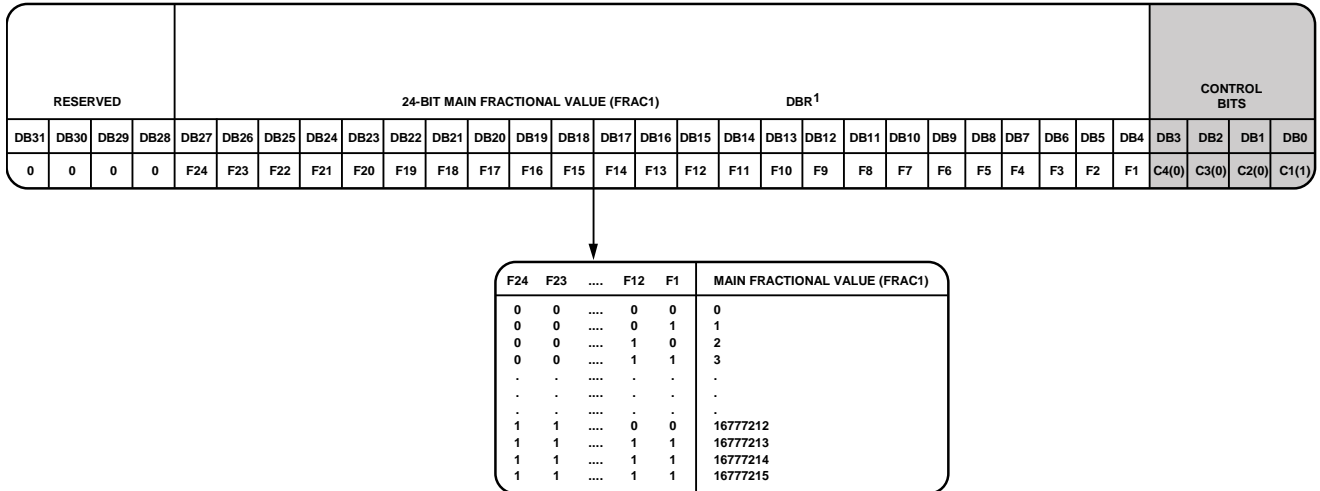 RESERVED 24-BIT MAIN FRACTIONAL VALUE (FRAC1) DBR1 CONTROL BITS
DB31 DB30 DB29 DB28 DB27 DB26 DB25 DB24 DB23 DB22 DB21 DB20 DB19 DB18 DB17 DB16 DB15 DB14 DB13 DB12 DB11 DB10 DB9 DB8 DB7 DB6 DB5 DB4 DB3 DB2 DB1 DB0
0 0 0 0 F24 F23 F22 F21 F20 F19 F18 F17 F16 F15 F14 F13 F12 F11 F10 F9 F8 F7 F6 F5 F4 F3 F2 F1 C4(0) C3(0) C2(0) C1(1)
F24 F23 .... F12 F1 MAIN FRACTIONAL VALUE (FRAC1)
0 0 .... 0 0 0
0 0 .... 0 1 1
0 0 .... 1 0 2
0 0 .... 1 1 3
. . .... . . .
. . .... . . .
. . .... . . .
1 1 .... 0 0 16777212
1 1 .... 1 1 16777213
1 1 .... 1 1 16777214
1 1 .... 1 1 16777215